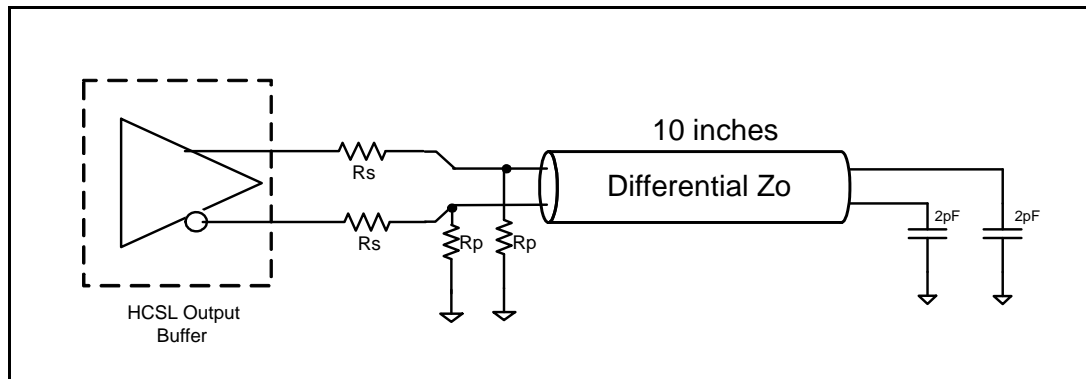 10 inches
Rs
Differential Zo
2pF
2pF
Rs
Rp
Rp
HCSL Output
Buffer